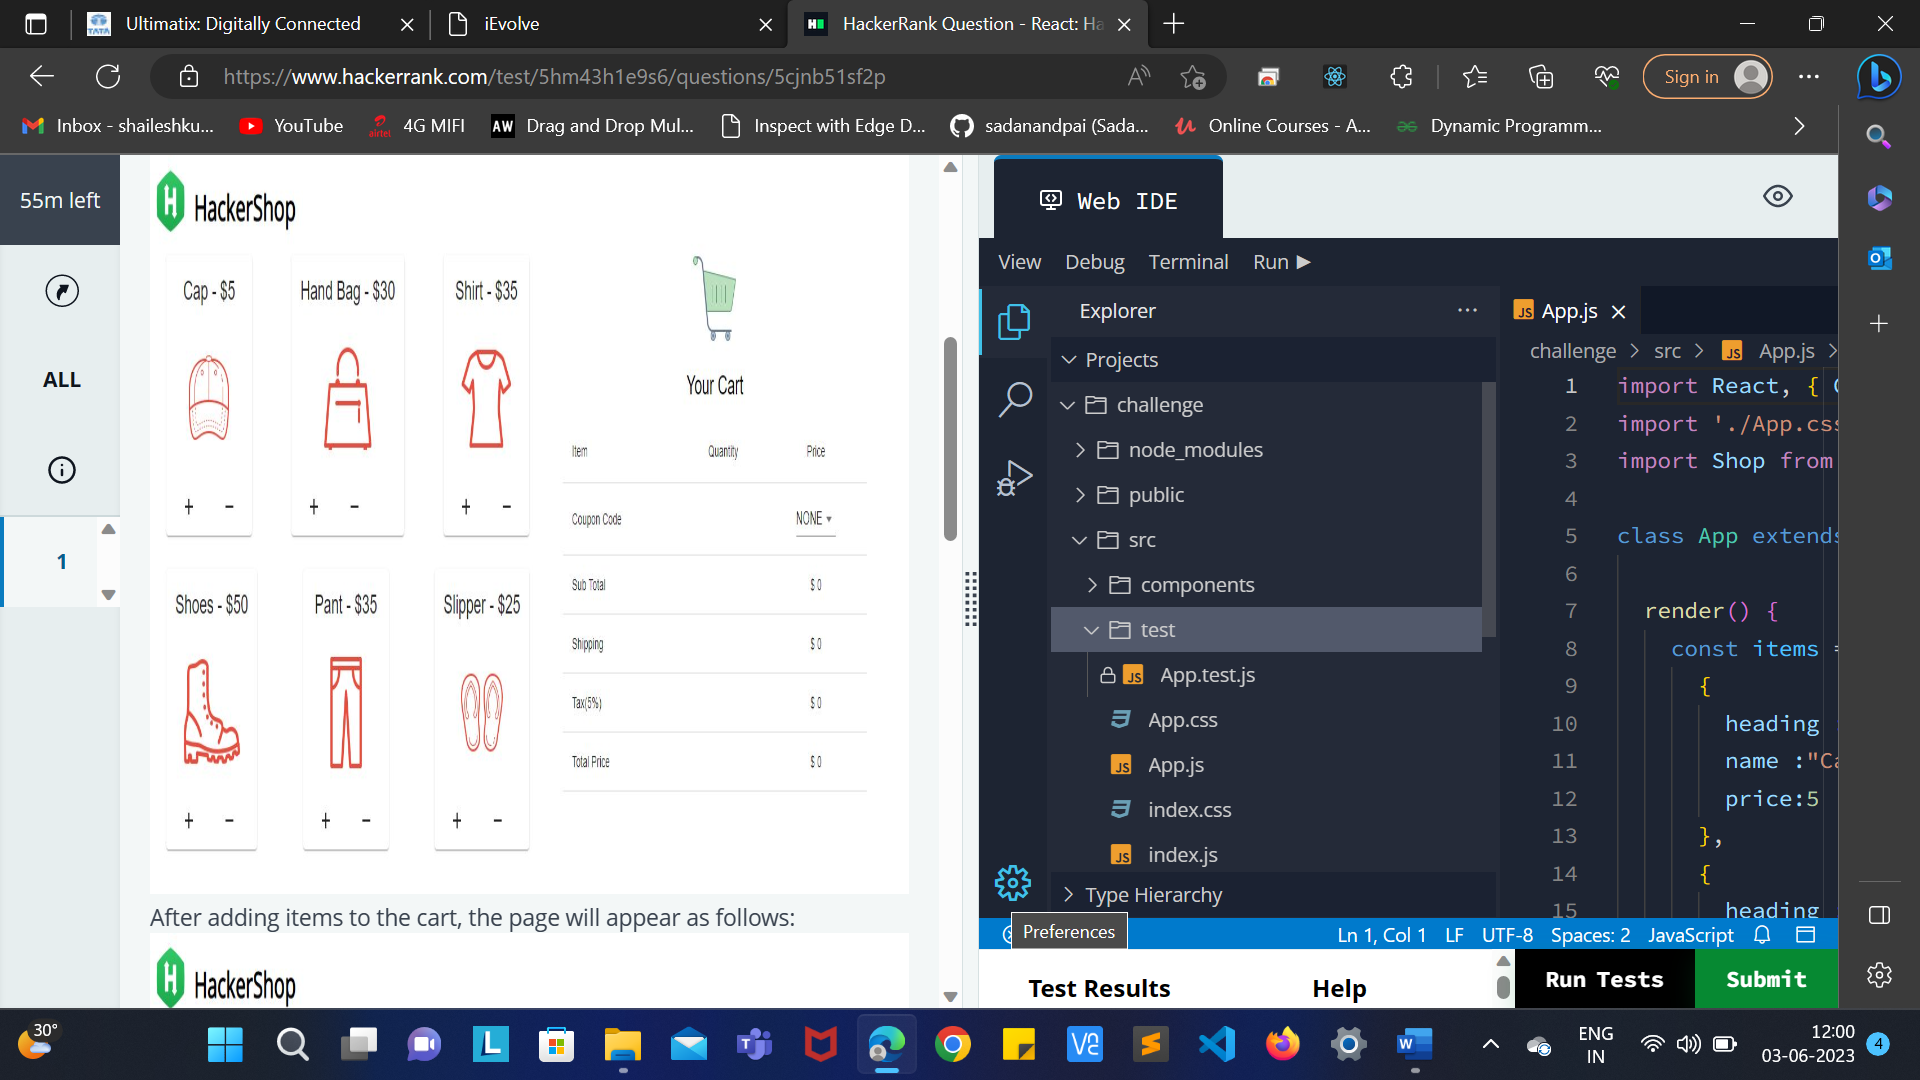 Ultimatix: Digitally Connected
iEvolve
HackerRank Question - React: Ha
https://www.hackerrank.com/test/5hm43h1e9s6/questions/5cjnb51sf2p
Sign in
Inbox - shaileshku...
YouTube
airtel 4G MIFI
AW Drag and Drop Mul...
Inspect with Edge D...
sadanandpai (Sada...
Online Courses - A...
Dynamic Programm...
55m left
ALL
1
HackerShop
Cap - $5
Hand Bag - $30
Shirt - $35
+ -
+ -
+ -
Shoes - $50
Pant - $35
Slipper - $25
+ -
+ -
+ -
Your Cart
Item Quantity Price
Coupon Code NONE
Sub Total $ 0
Shipping $ 0
Tax(5%) $ 0
Total Price $ 0
After adding items to the cart, the page will appear as follows:
HackerShop
Web IDE
View Debug Terminal Run
Explorer
Projects
challenge
node_modules
public
src
components
test
JS App.test.js
App.css
JS App.js
index.css
JS index.js
Type Hierarchy
JS App.js
challenge > src > JS App.js >
1 import React, {
2 import './App.css
3 import Shop from
4
5 class App extends
6
7 render() {
8 const items =
9 {
10 heading
11 name :"Ca
12 price:5
13 },
14 {
15 heading
Preferences
Ln 1, Col 1 LF UTF-8 Spaces: 2 JavaScript
Test Results
Help
Run Tests
Submit
30°
ENG
IN
12:00
03-06-2023
4